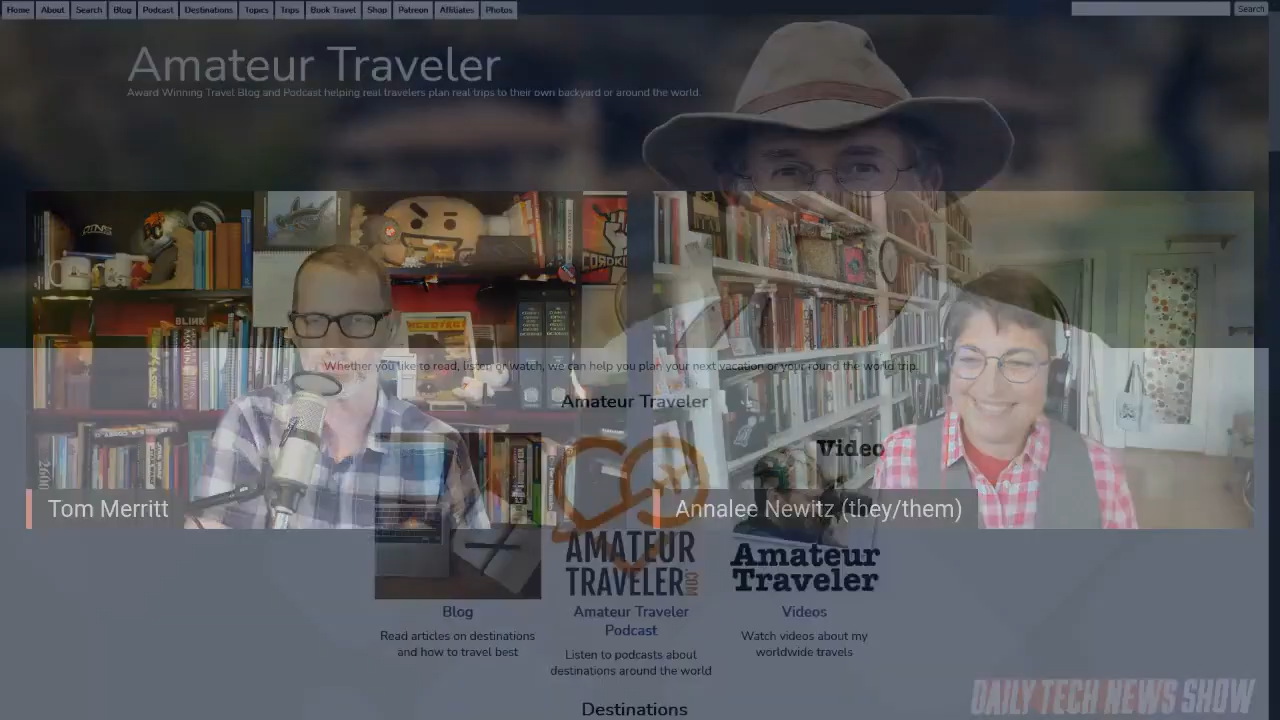 Home About Search Blog Podcast Destinations Topics Trips Book Travel Shop Patreon Affiliates Photos
Search
Amateur Traveler
Award Winning Travel Blog and Podcast helping real travelers plan real trips to their own backyard or around the world.
BLINK
Whether you like to read, listen or watch, we can help you plan your next vacation or your round the world trip.
Amateur Traveler
Video
2600
Tom Merritt
Annalee Newitz (they/them)
AMATEUR
TRAVELER
.COM
Amateur
Traveler
Blog
Amateur Traveler
Podcast
Videos
Read articles on destinations
and how to travel best
Listen to podcasts about
destinations around the world
Watch videos about my
worldwide travels
DAILY TECH NEWS SHOW
Destinations